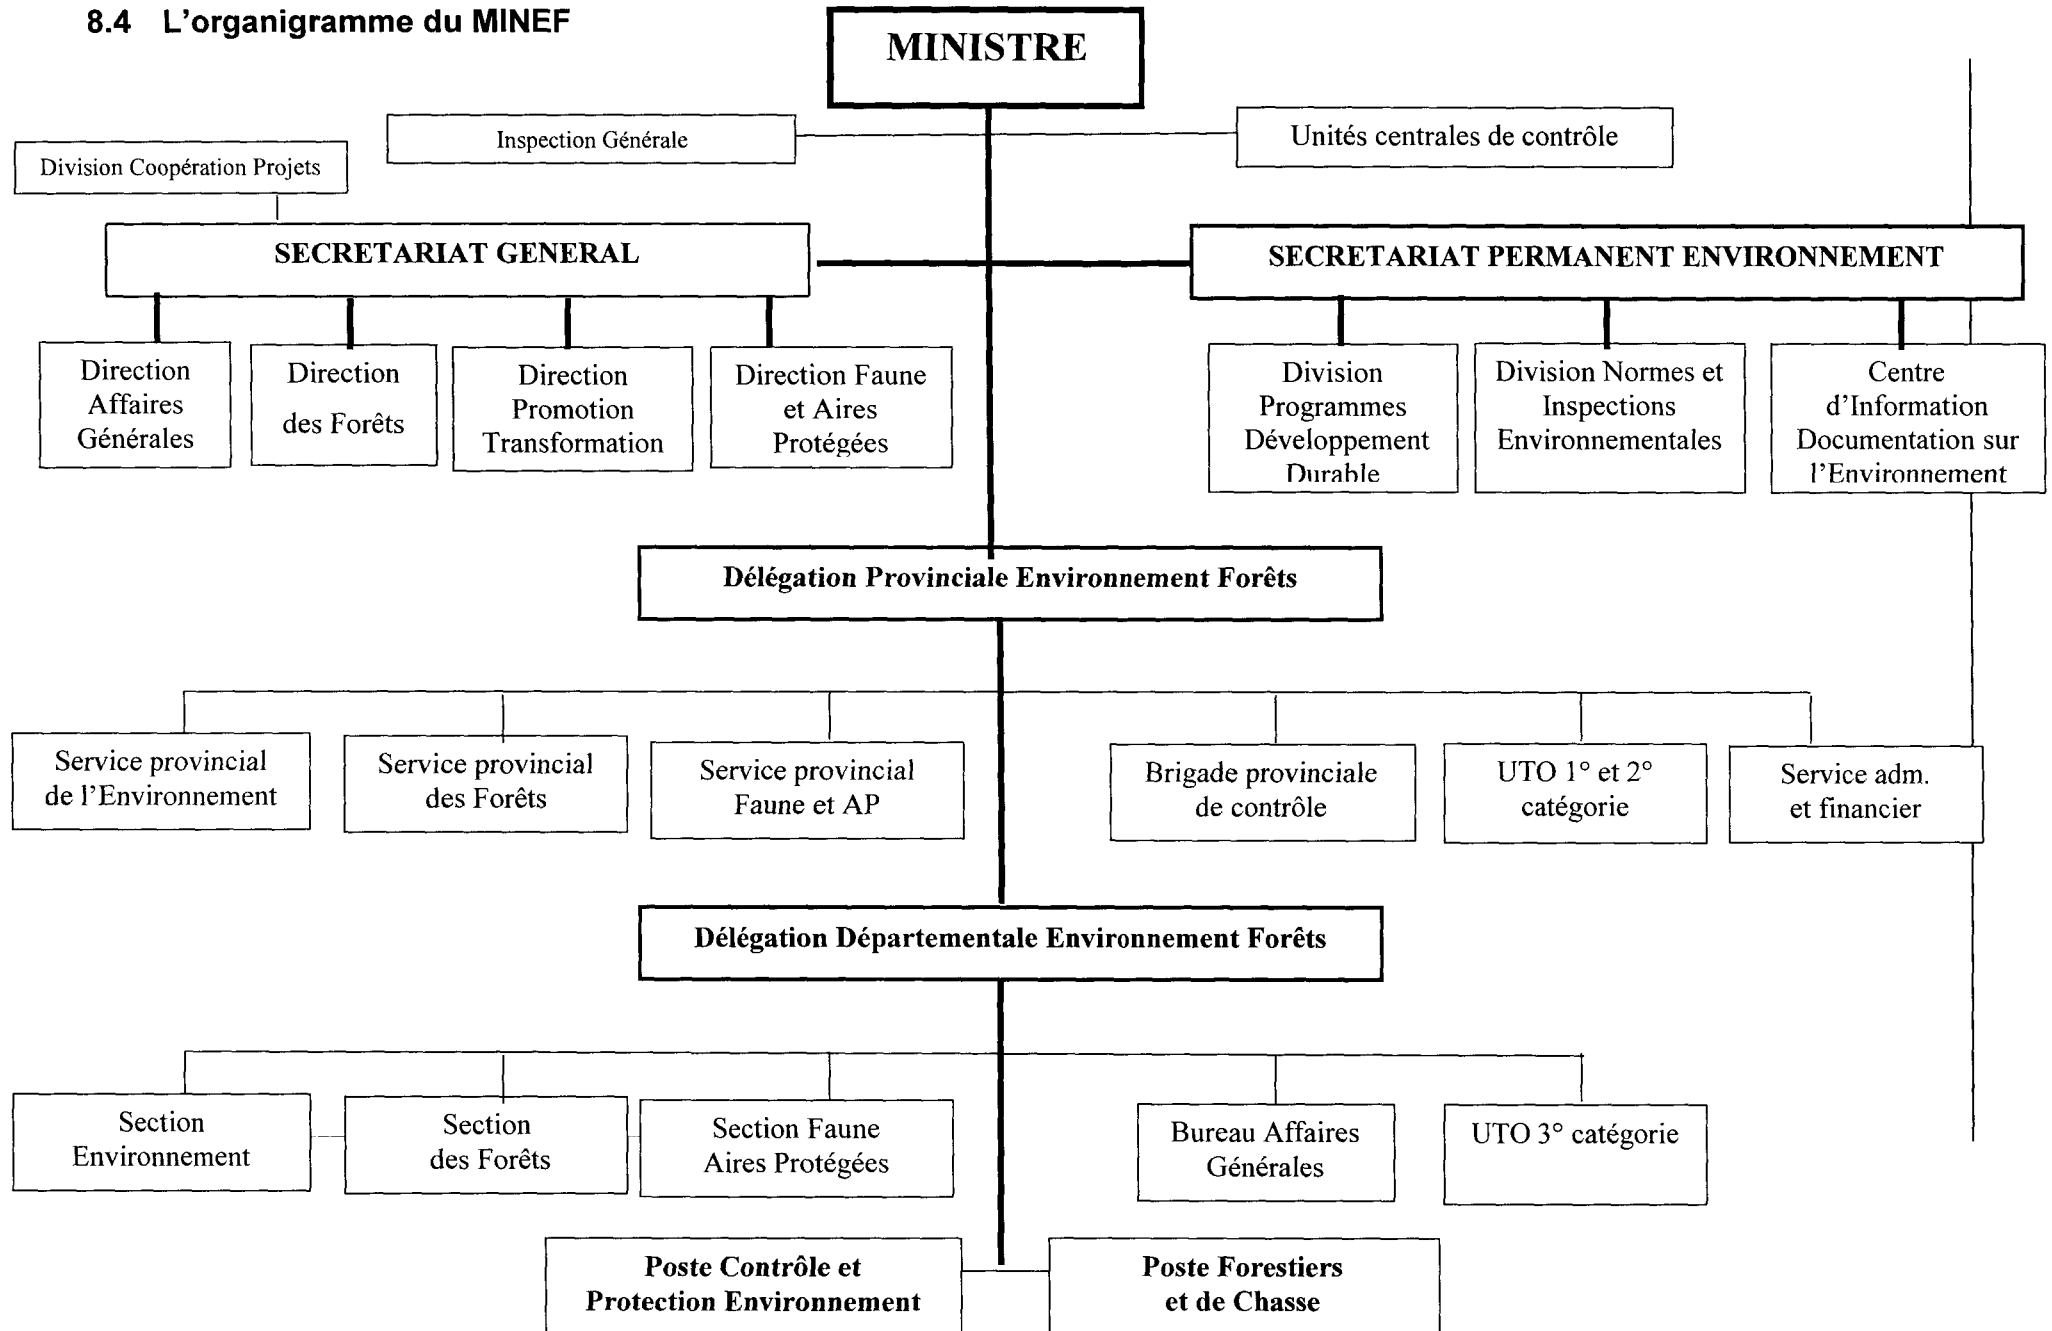 8.4 L'organigramme du MINEF
MINISTRE
Inspection Générale
Unités centrales de contrôle
Division Coopération Projets
SECRETARIAT GENERAL
SECRETARIAT PERMANENT ENVIRONNEMENT
Direction
Affaires
Générales
Direction
des Forêts
Direction
Promotion
Transformation
Direction Faune
et Aires
Protégées
Division
Programmes
Développement
Durable
Division Normes et
Inspections
Environnementales
Centre
d'Information
Documentation sur
l'Environnement
Délégation Provinciale Environnement Forêts
Service provincial
de l'Environnement
Service provincial
des Forêts
Service provincial
Faune et AP
Brigade provinciale
de contrôle
UTO 1° et 2°
catégorie
Service adm.
et financier
Délégation Départementale Environnement Forêts
Section
Environnement
Section
des Forêts
Section Faune
Aires Protégées
Bureau Affaires
Générales
UTO 3° catégorie
Poste Contrôle et
Protection Environnement
Poste Forestiers
et de Chasse